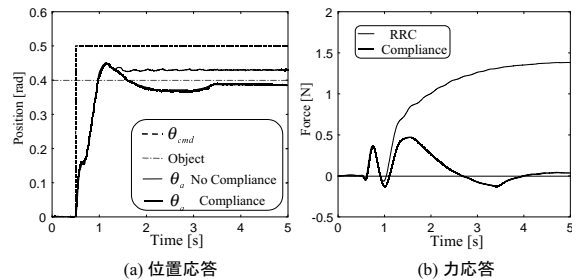 0.6
0.5
0.4
0.3
0.2
0.1
0
Position [rad]
θcmd
Object
θa No Compliance
θa Compliance
0 1 2 3 4 5
Time [s]
(a) 位置応答
2
1.5
1
0.5
0
-0.5
Force [N]
RRC
Compliance
0 1 2 3 4 5
Time [s]
(b) 力応答